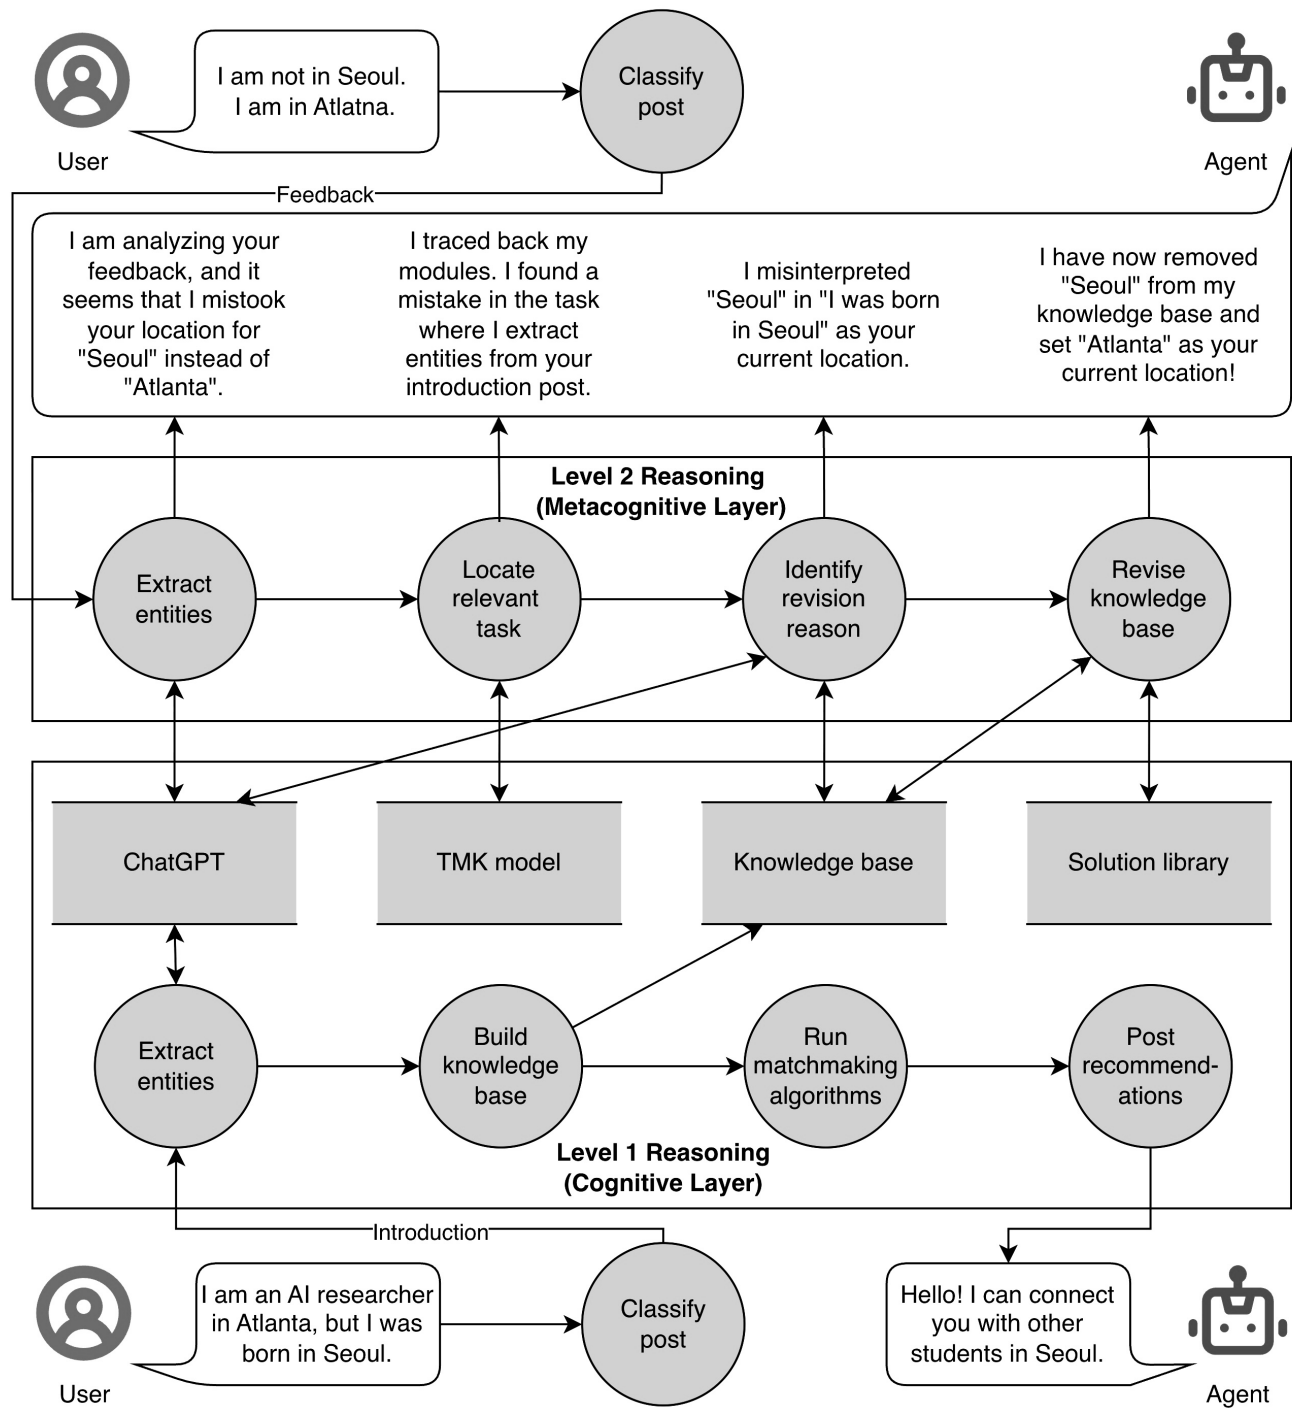 I am not in Seoul.
I am in Atlatna.
Classify
post
User
Agent
Feedback
I am analyzing your
feedback, and it
seems that I mistook
your location for
"Seoul" instead of
"Atlanta".
I traced back my
modules. I found a
mistake in the task
where I extract
entities from your
introduction post.
I misinterpreted
"Seoul" in "I was born
in Seoul" as your
current location.
I have now removed
"Seoul" from my
knowledge base and
set "Atlanta" as your
current location!
Level 2 Reasoning
(Metacognitive Layer)
Extract
entities
Locate
relevant
task
Identify
revision
reason
Revise
knowledge
base
ChatGPT
TMK model
Knowledge base
Solution library
Extract
entities
Build
knowledge
base
Run
matchmaking
algorithms
Post
recommend-
ations
Level 1 Reasoning
(Cognitive Layer)
Introduction
I am an AI researcher
in Atlanta, but I was
born in Seoul.
Classify
post
Hello! I can connect
you with other
students in Seoul.
User
Agent